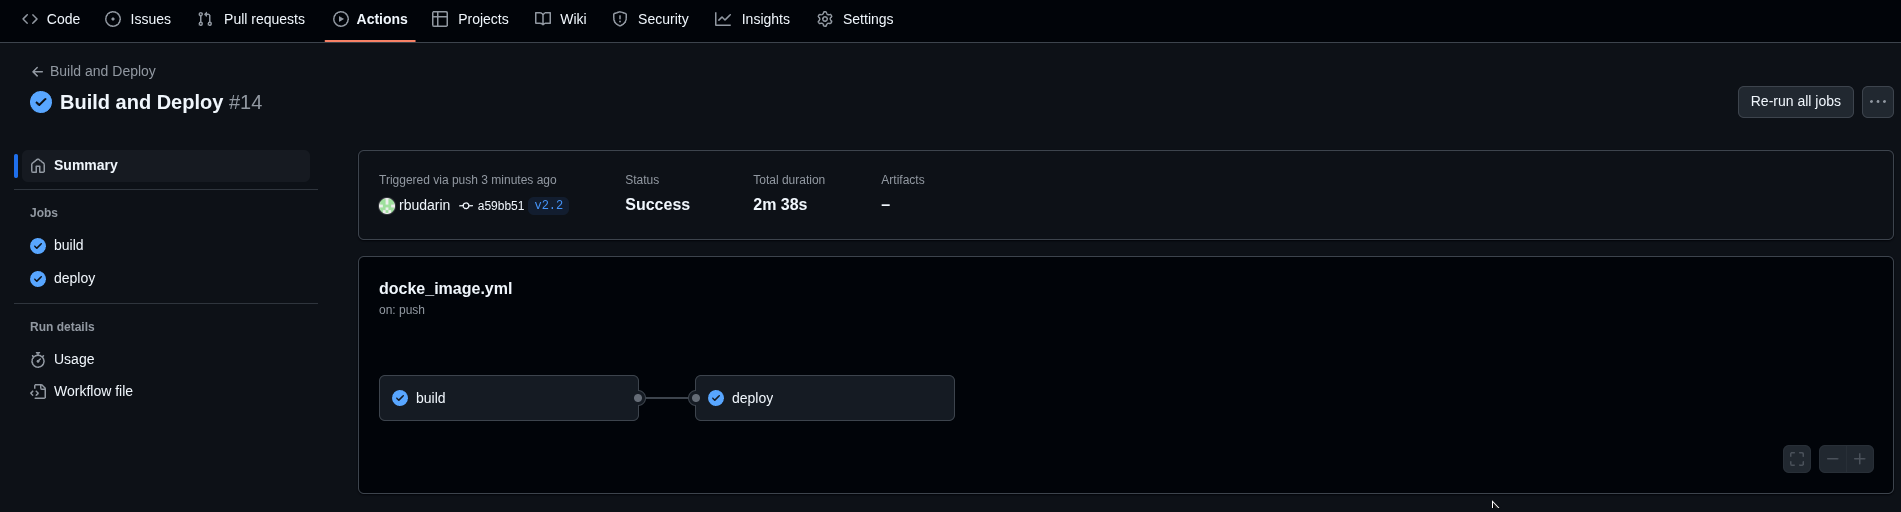 Code Issues Pull requests Actions Projects Wiki Security Insights Settings
Build and Deploy
Build and Deploy #14
Re-run all jobs
Summary
Jobs
build
deploy
Run details
Usage
Workflow file
Triggered via push 3 minutes ago
rbudarin a59bb51 v2.2
Status
Success
Total duration
2m 38s
Artifacts
–
docke_image.yml
on: push
build
deploy